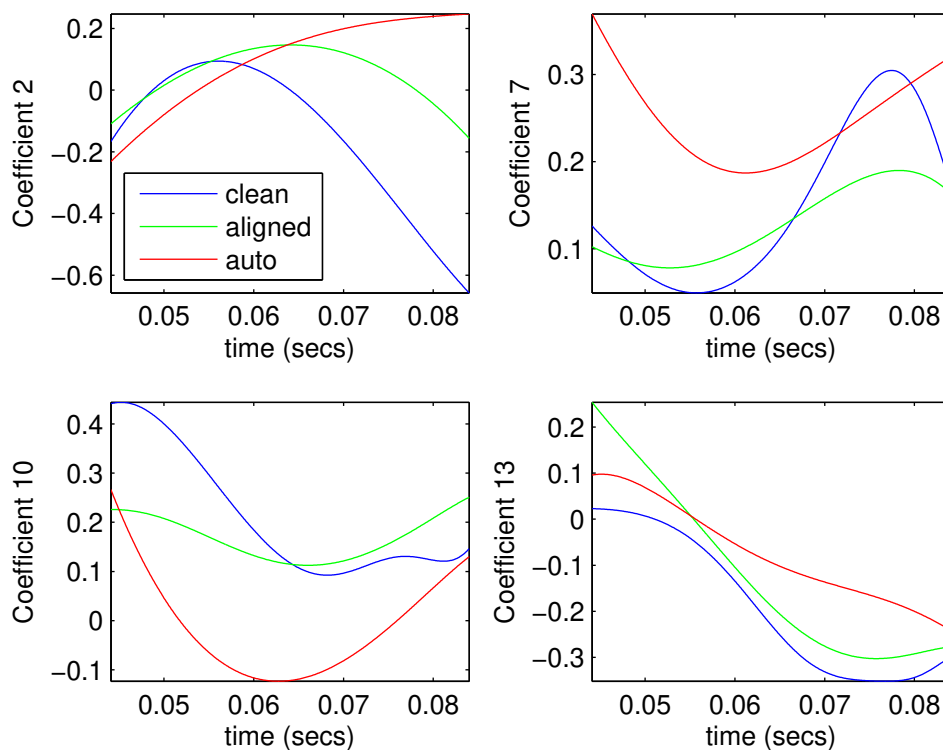 0.2
0
−0.2
−0.4
−0.6
Coefficient 2
clean
aligned
auto
0.05 0.06 0.07 0.08
time (secs)
0.3
0.2
0.1
Coefficient 7
0.05 0.06 0.07 0.08
time (secs)
0.4
0.3
0.2
0.1
0
−0.1
Coefficient 10
0.05 0.06 0.07 0.08
time (secs)
0.2
0.1
0
−0.1
−0.2
−0.3
Coefficient 13
0.05 0.06 0.07 0.08
time (secs)